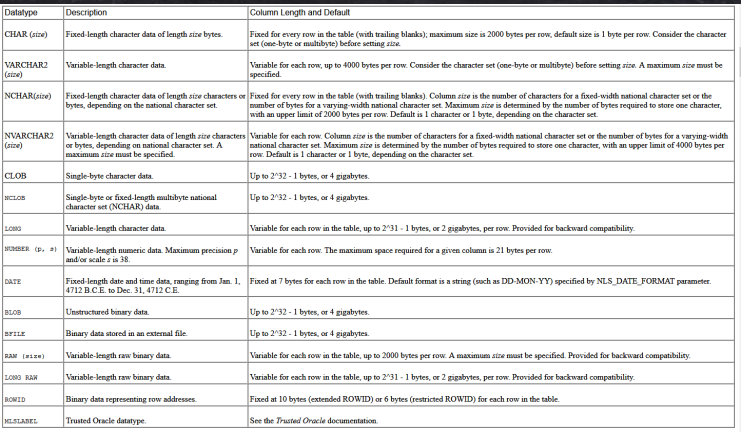 Datatype Description Column Length and Default
CHAR (size) Fixed-length character data of length size bytes. Fixed for every row in the table (with trailing blanks); maximum size is 2000 bytes per row, default size is 1 byte per row. Consider the character
set (one-byte or multibyte) before setting size.
VARCHAR2 Variable-length character data. Variable for each row, up to 4000 bytes per row. Consider the character set (one-byte or multibyte) before setting size. A maximum size must be
(size) specified.
NCHAR(size) Fixed-length character data of length size characters or Fixed for every row in the table (with trailing blanks). Column size is the number of characters for a fixed-width national character set or the
bytes, depending on the national character set. number of bytes for a varying-width national character set. Maximum size is determined by the number of bytes required to store one character,
with an upper limit of 2000 bytes per row. Default is 1 character or 1 byte, depending on the character set.
NVARCHAR2 Variable-length character data of length size characters Variable for each row. Column size is the number of characters for a fixed-width national character set or the number of bytes for a varying-width
(size) or bytes, depending on national character set. A national character set. Maximum size is determined by the number of bytes required to store one character, with an upper limit of 4000 bytes per
maximum size must be specified. row. Default is 1 character or 1 byte, depending on the character set.
CLOB Single-byte character data. Up to 2^32 - 1 bytes, or 4 gigabytes.
NCLOB Single-byte or fixed-length multibyte national Up to 2^32 - 1 bytes, or 4 gigabytes.
character set (NCHAR) data.
LONG Variable-length character data. Variable for each row in the table, up to 2^31 - 1 bytes, or 2 gigabytes, per row. Provided for backward compatibility.
NUMBER (p, s) Variable-length numeric data. Maximum precision p Variable for each row. The maximum space required for a given column is 21 bytes per row.
and/or scale s is 38.
DATE Fixed-length date and time data, ranging from Jan. 1, Fixed at 7 bytes for each row in the table. Default format is a string (such as DD-MON-YY) specified by NLS_DATE_FORMAT parameter.
4712 B.C.E. to Dec. 31, 4712 C.E.
BLOB Unstructured binary data. Up to 2^32 - 1 bytes, or 4 gigabytes.
BFILE Binary data stored in an external file. Up to 2^32 - 1 bytes, or 4 gigabytes.
RAW (size) Variable-length raw binary data. Variable for each row in the table, up to 2000 bytes per row. A maximum size must be specified. Provided for backward compatibility.
LONG RAW Variable-length raw binary data. Variable for each row in the table, up to 2^31 - 1 bytes, or 2 gigabytes, per row. Provided for backward compatibility.
ROWID Binary data representing row addresses. Fixed at 10 bytes (extended ROWID) or 6 bytes (restricted ROWID) for each row in the table.
MLSLABEL Trusted Oracle datatype. See the Trusted Oracle documentation.